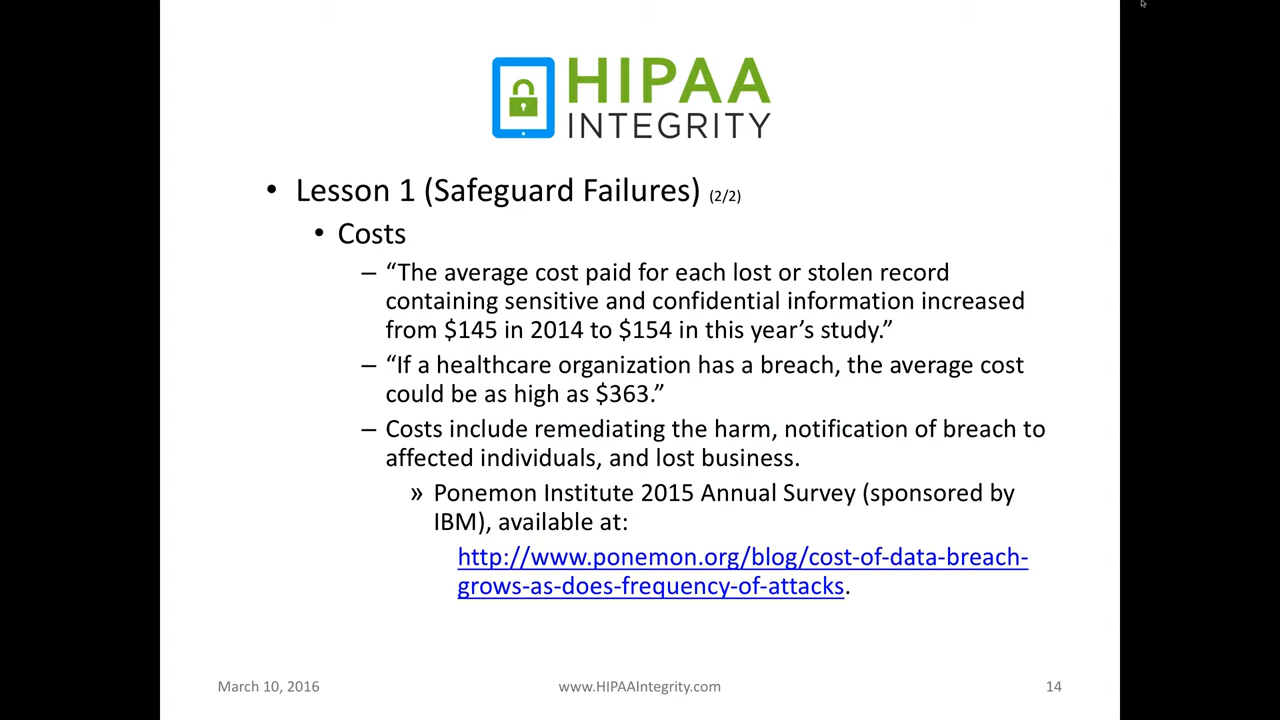 HIPAA
INTEGRITY
• Lesson 1 (Safeguard Failures) (2/2)
• Costs
– “The average cost paid for each lost or stolen record
containing sensitive and confidential information increased
from $145 in 2014 to $154 in this year’s study.”
– “If a healthcare organization has a breach, the average cost
could be as high as $363.”
– Costs include remediating the harm, notification of breach to
affected individuals, and lost business.
» Ponemon Institute 2015 Annual Survey (sponsored by
IBM), available at:
http://www.ponemon.org/blog/cost-of-data-breach-
grows-as-does-frequency-of-attacks.
March 10, 2016
www.HIPAAIntegrity.com
14